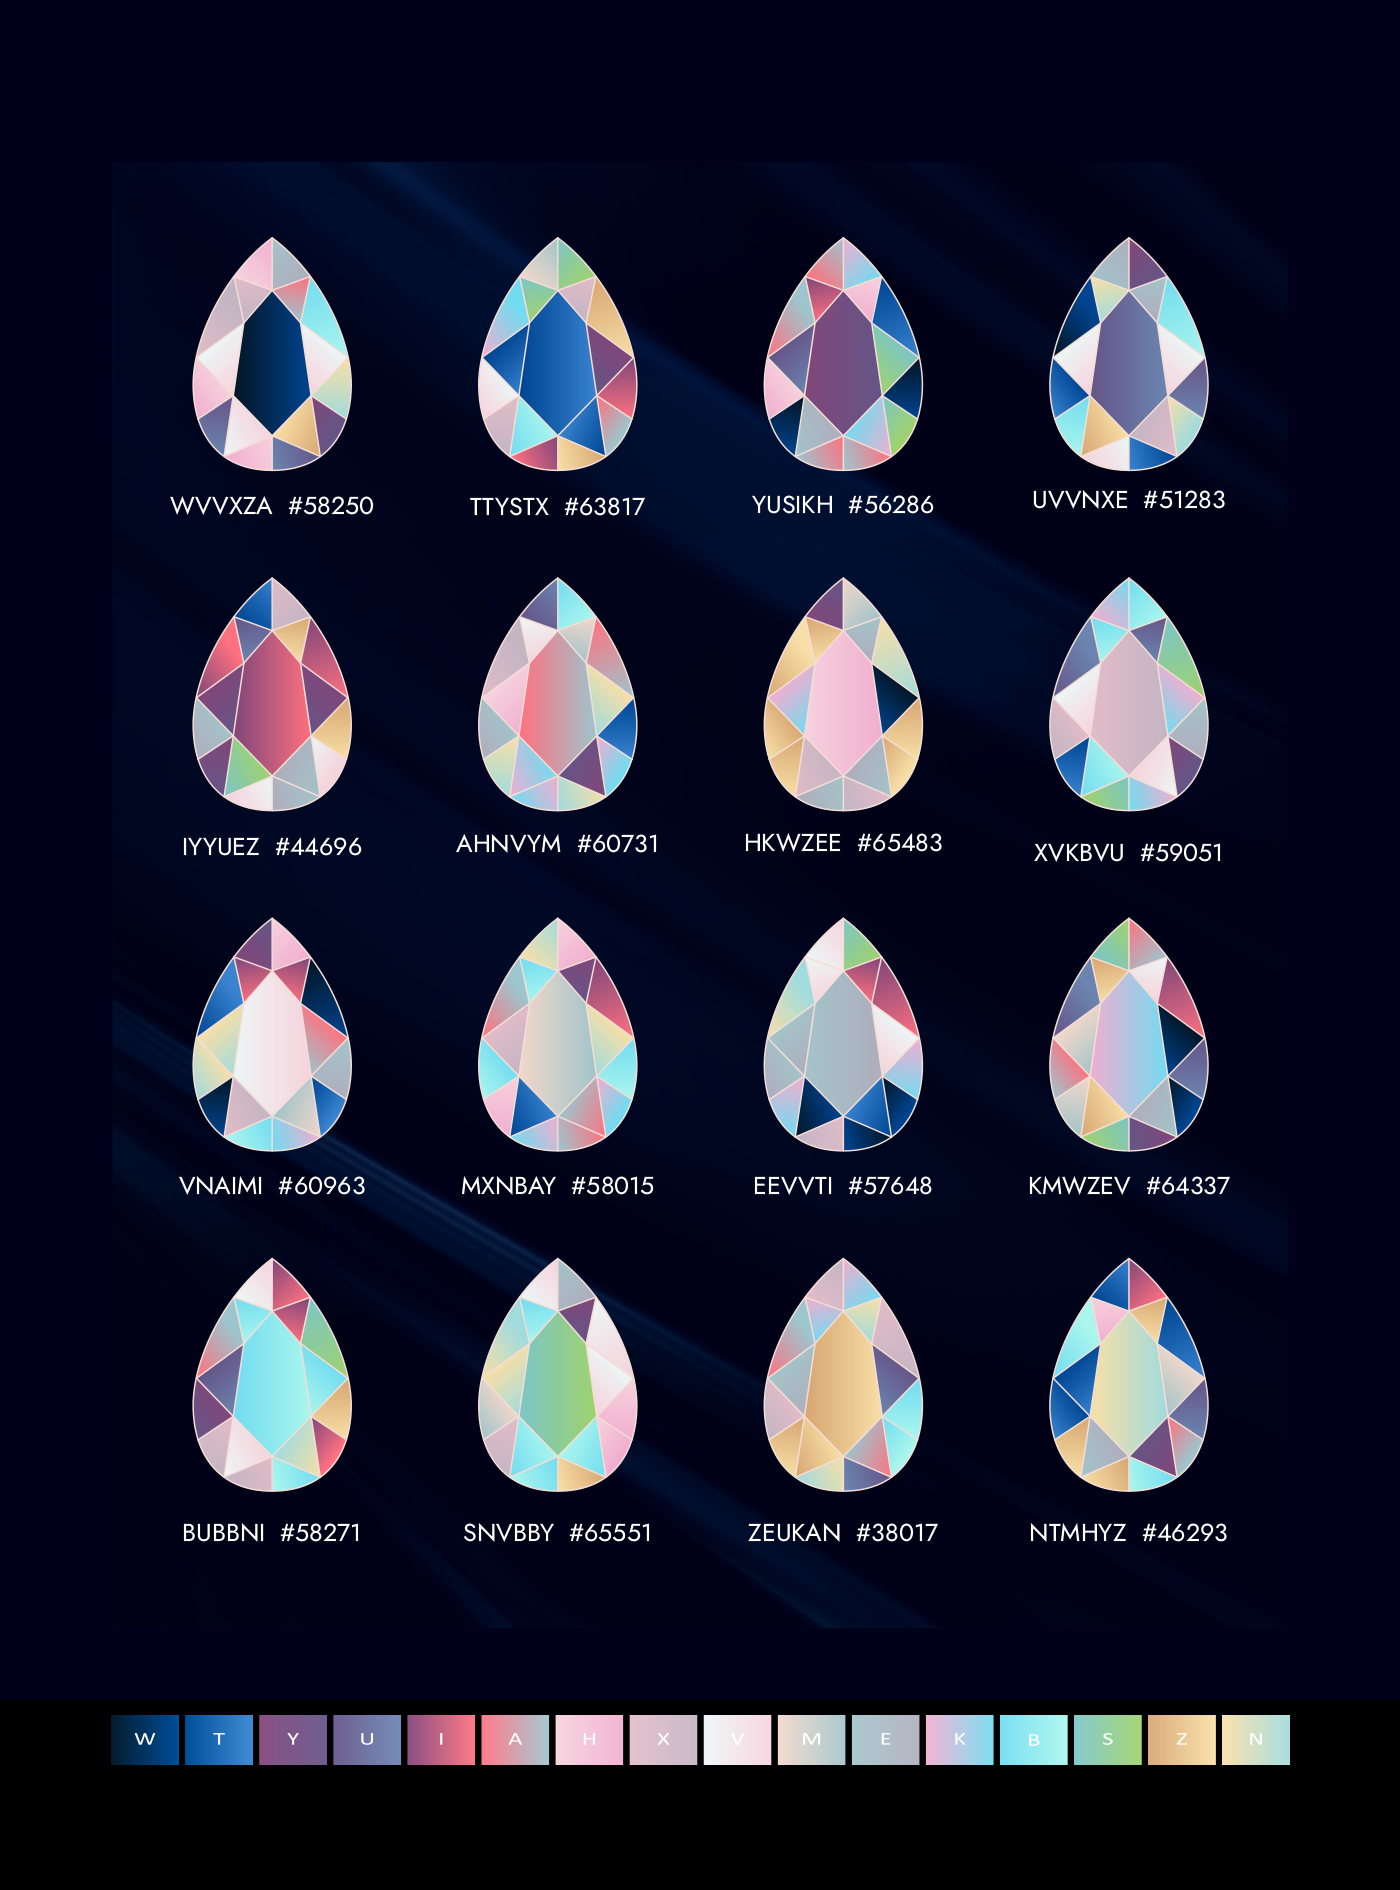 WVVXZA #58250
TTYSTX #63817
YUSIKH #56286
UVVNXE #51283
IYYUEZ #44696
AHNVYM #60731
HKWZEE #65483
XVKBVU #59051
VNAIMI #60963
MXNBAY #58015
EEVVTI #57648
KMWZEV #64337
BUBBNI #58271
SNVBBY #65551
ZEUKAN #38017
NTMHYZ #46293
W T Y U I A H X V M E K B S Z N